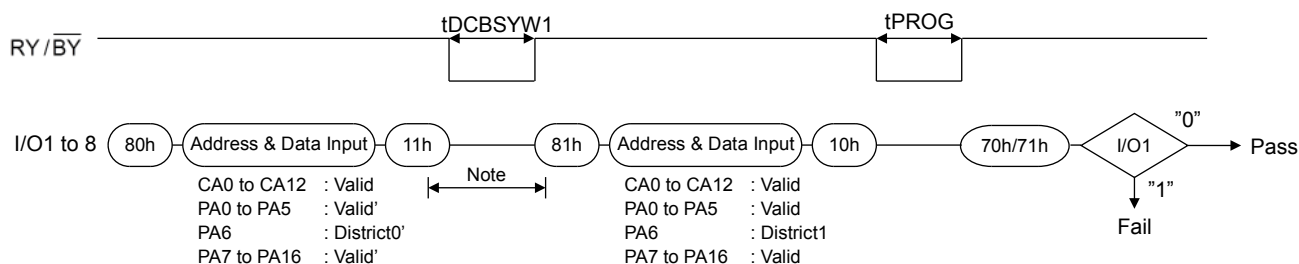 tDCBSYW1
tPROG
RY/BY
I/O1 to 8 80h Address & Data Input 11h 81h Address & Data Input 10h 70h/71h I/O1 "0" Pass
Note
"1"
Fail
CA0 to CA12 : Valid
PA0 to PA5 : Valid'
PA6 : District0'
PA7 to PA16 : Valid'
CA0 to CA12 : Valid
PA0 to PA5 : Valid
PA6 : District1
PA7 to PA16 : Valid